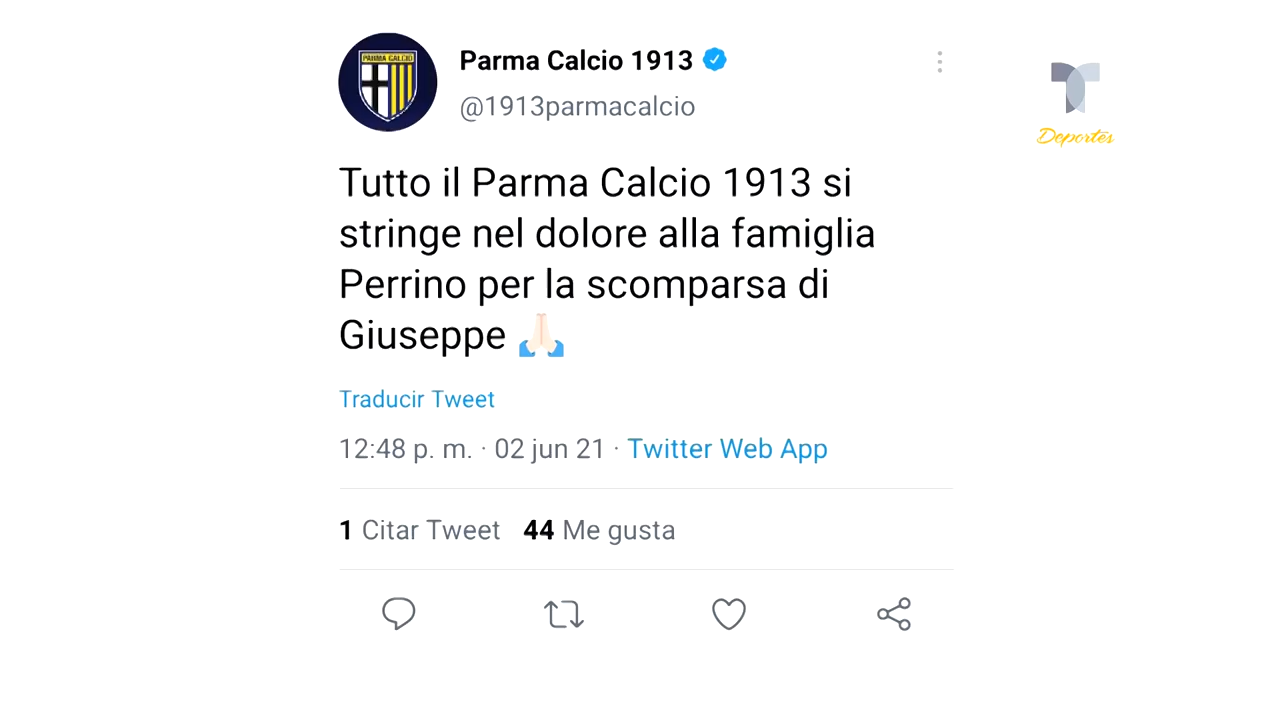 Parma Calcio 1913
@1913parmacalcio
Deportes
Tutto il Parma Calcio 1913 si
stringe nel dolore alla famiglia
Perrino per la scomparsa di
Giuseppe 🙏🏻
Traducir Tweet
12:48 p. m. · 02 jun 21 · Twitter Web App
1 Citar Tweet 44 Me gusta